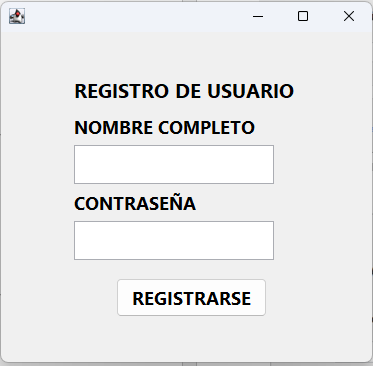 REGISTRO DE USUARIO
NOMBRE COMPLETO
CONTRASEÑA
REGISTRARSE